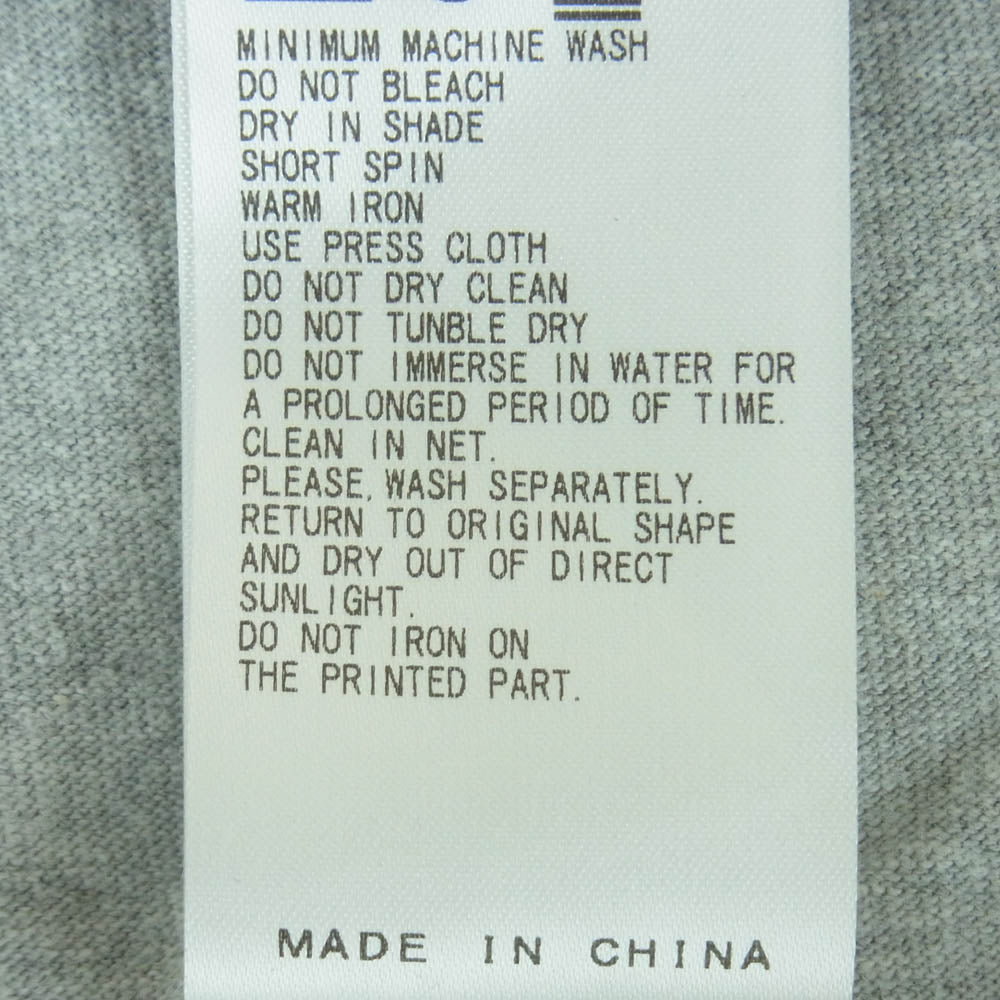 MINIMUM MACHINE WASH
DO NOT BLEACH
DRY IN SHADE
SHORT SPIN
WARM IRON
USE PRESS CLOTH
DO NOT DRY CLEAN
DO NOT TUNBLE DRY
DO NOT IMMERSE IN WATER FOR
A PROLONGED PERIOD OF TIME.
CLEAN IN NET.
PLEASE, WASH SEPARATELY.
RETURN TO ORIGINAL SHAPE
AND DRY OUT OF DIRECT
SUNLIGHT.
DO NOT IRON ON
THE PRINTED PART.
MADE IN CHINA